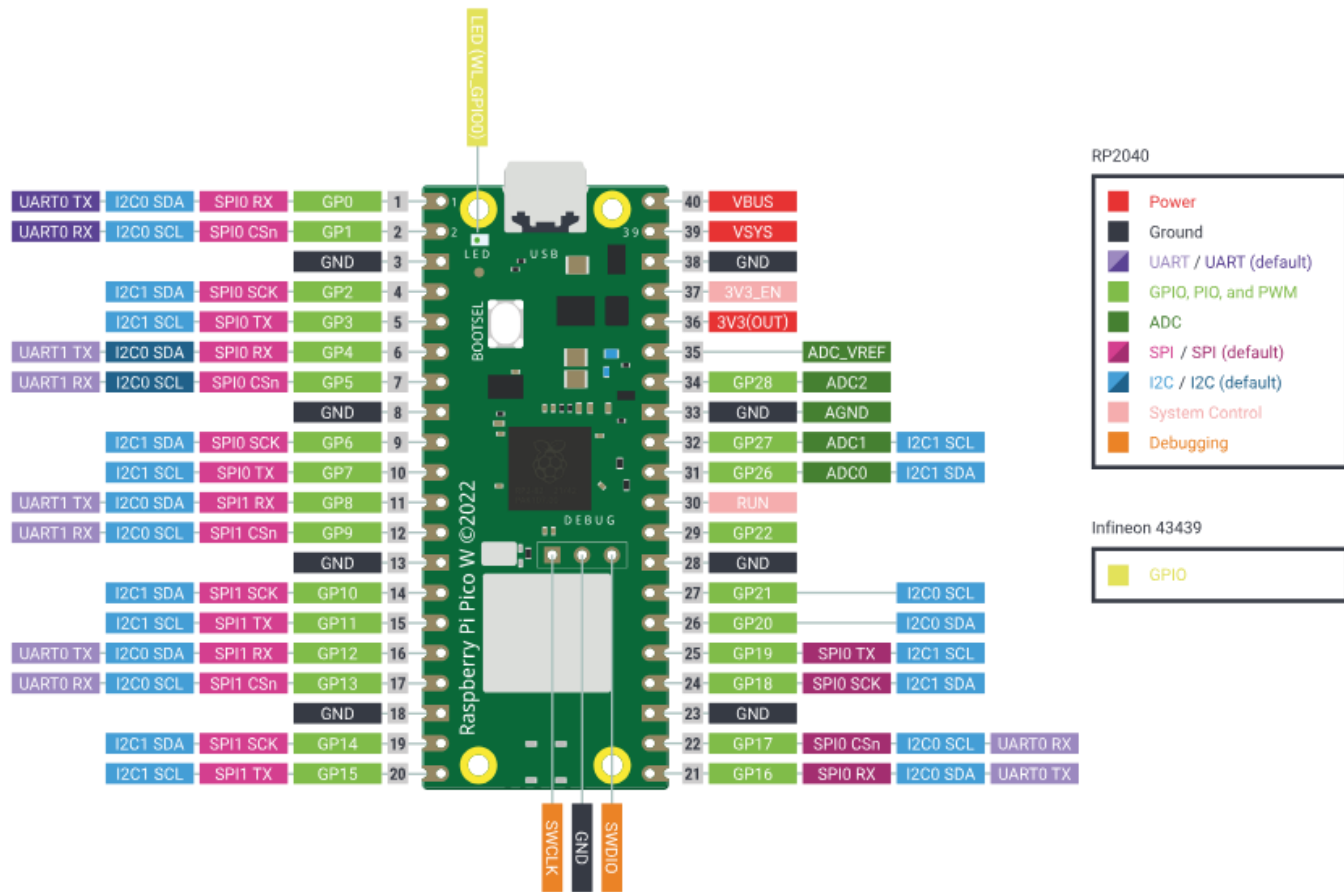 LED (WL_GPIO0)
UART0 TX I2C0 SDA SPI0 RX GP0 1 1 40 VBUS
UART0 RX I2C0 SCL SPI0 CSn GP1 2 2 39 39 VSYS
GND 3 LED USB 38 GND
I2C1 SDA SPI0 SCK GP2 4 37 3V3_EN
I2C1 SCL SPI0 TX GP3 5 BOOTSEL 36 3V3(OUT)
UART1 TX I2C0 SDA SPI0 RX GP4 6 35 ADC_VREF
UART1 RX I2C0 SCL SPI0 CSn GP5 7 34 GP28 ADC2
GND 8 33 GND AGND
I2C1 SDA SPI0 SCK GP6 9 32 GP27 ADC1 I2C1 SCL
I2C1 SCL SPI0 TX GP7 10 31 GP26 ADC0 I2C1 SDA
UART1 TX I2C0 SDA SPI1 RX GP8 11 30 RUN
UART1 RX I2C0 SCL SPI1 CSn GP9 12 DEBUG 29 GP22
GND 13 28 GND
I2C1 SDA SPI1 SCK GP10 14 27 GP21 I2C0 SCL
I2C1 SCL SPI1 TX GP11 15 26 GP20 I2C0 SDA
UART0 TX I2C0 SDA SPI1 RX GP12 16 25 GP19 SPI0 TX I2C1 SCL
UART0 RX I2C0 SCL SPI1 CSn GP13 17 24 GP18 SPI0 SCK I2C1 SDA
GND 18 23 GND
I2C1 SDA SPI1 SCK GP14 19 22 GP17 SPI0 CSn I2C0 SCL UART0 RX
I2C1 SCL SPI1 TX GP15 20 21 GP16 SPI0 RX I2C0 SDA UART0 TX
Raspberry Pi Pico W ©2022
SWCLK
GND
SWDIO
RP2040
Power
Ground
UART / UART (default)
GPIO, PIO, and PWM
ADC
SPI / SPI (default)
I2C / I2C (default)
System Control
Debugging
Infineon 43439
GPIO